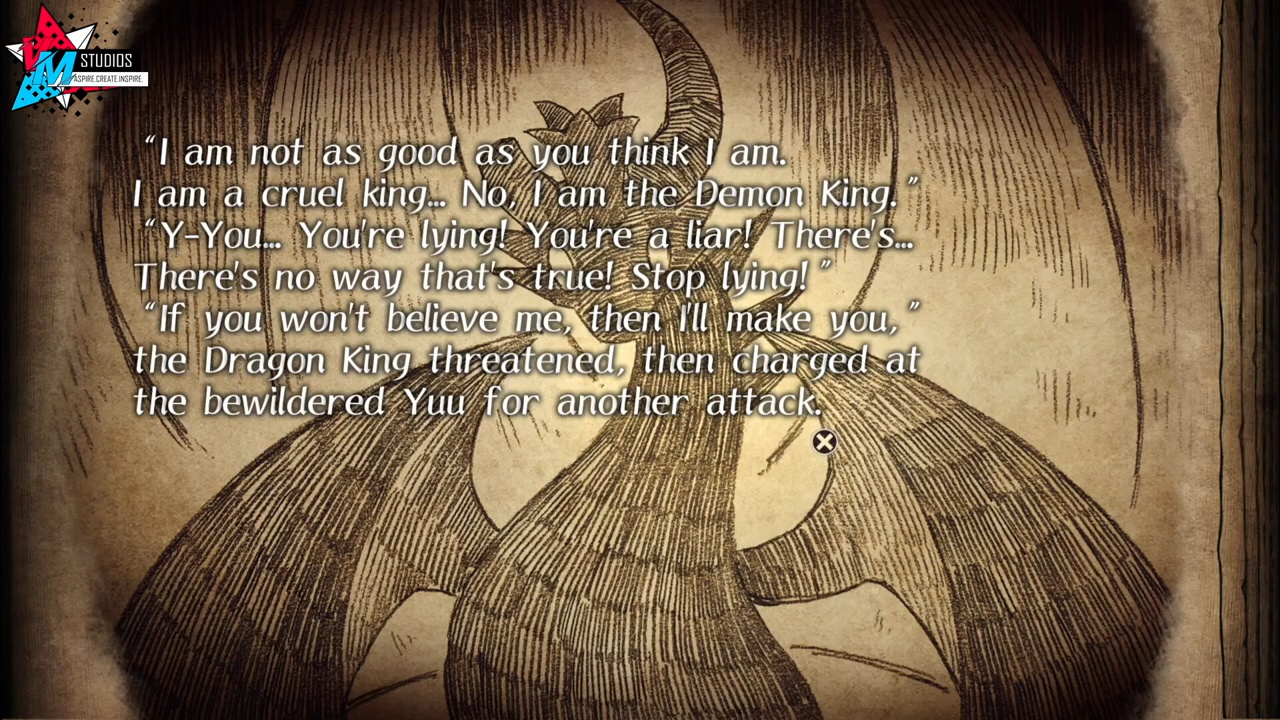 VM
STUDIOS
ASPIRE.CREATE.INSPIRE.
“I am not as good as you think I am.
I am a cruel king... No, I am the Demon King.”
“Y-You... You're lying! You're a liar! There's...
There's no way that's true! Stop lying!”
“If you won't believe me, then I'll make you,”
the Dragon King threatened, then charged at
the bewildered Yuu for another attack.